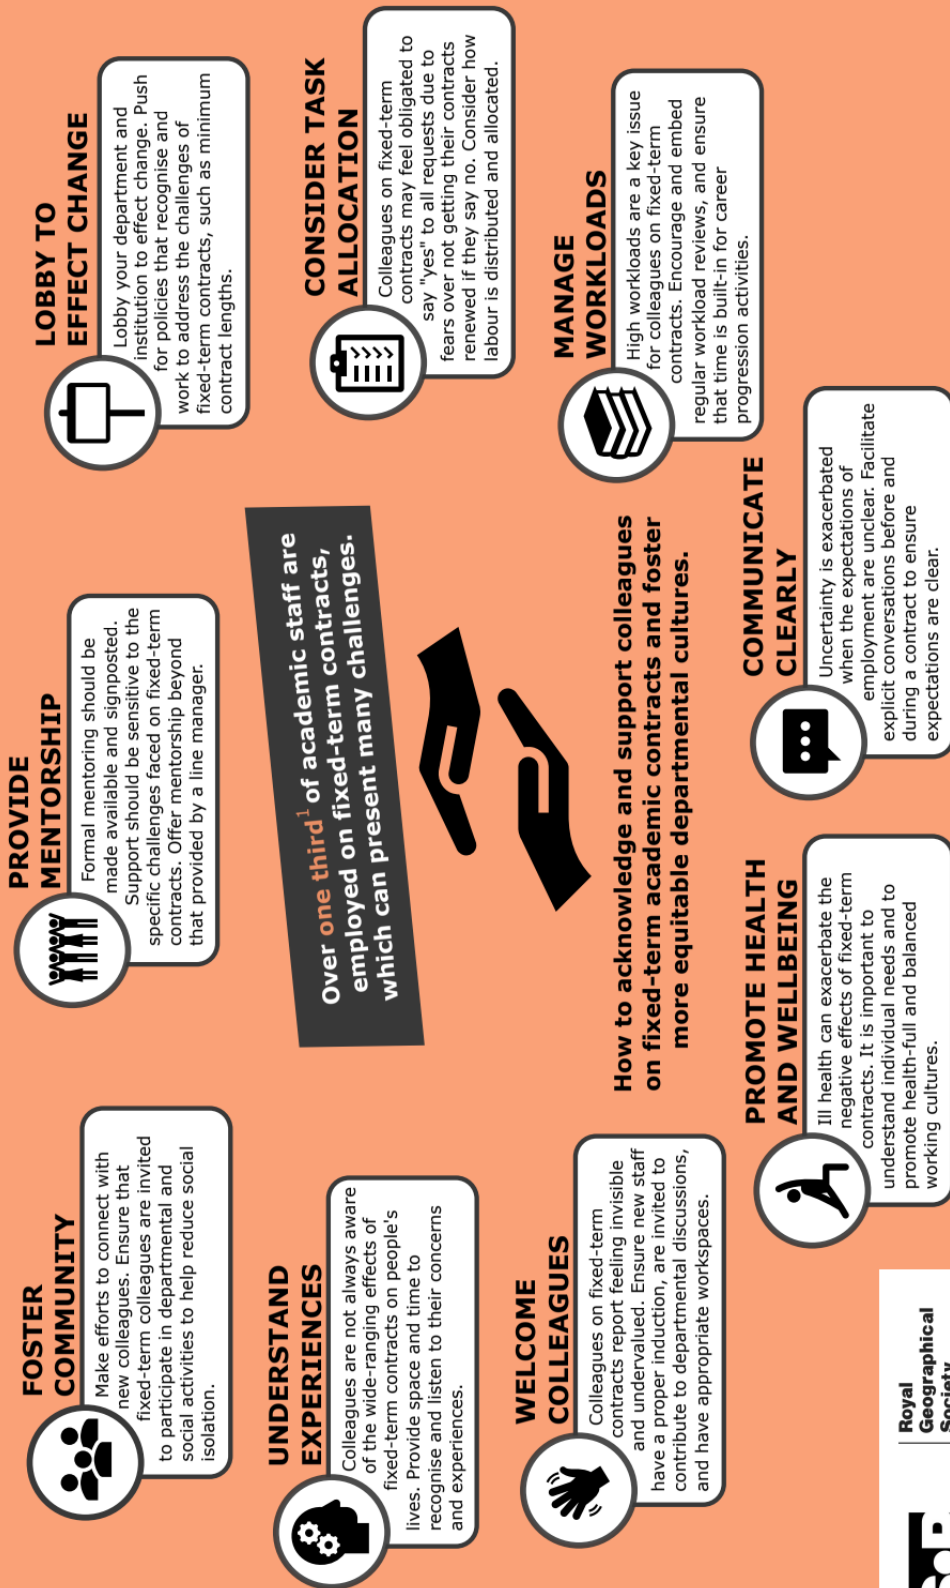 FOSTER
COMMUNITY
Make efforts to connect with
new colleagues. Ensure that
fixed-term colleagues are invited
to participate in departmental and
social activities to help reduce social
isolation.
PROVIDE
MENTORSHIP
Formal mentoring should be
made available and signposted.
Support should be sensitive to the
specific challenges faced on fixed-term
contracts. Offer mentorship beyond
that provided by a line manager.
LOBBY TO
EFFECT CHANGE
Lobby your department and
institution to effect change. Push
for policies that recognise and
work to address the challenges of
fixed-term contracts, such as minimum
contract lengths.
UNDERSTAND
EXPERIENCES
Colleagues are not always aware
of the wide-ranging effects of
fixed-term contracts on people's
lives. Provide space and time to
recognise and listen to their concerns
and experiences.
Over one third¹ of academic staff are
employed on fixed-term contracts,
which can present many challenges.
CONSIDER TASK
ALLOCATION
Colleagues on fixed-term
contracts may feel obligated to
say "yes" to all requests due to
fears over not getting their contracts
renewed if they say no. Consider how
labour is distributed and allocated.
WELCOME
COLLEAGUES
Colleagues on fixed-term
contracts report feeling invisible
and undervalued. Ensure new staff
have a proper induction, are invited to
contribute to departmental discussions,
and have appropriate workspaces.
How to acknowledge and support colleagues
on fixed-term academic contracts and foster
more equitable departmental cultures.
MANAGE
WORKLOADS
High workloads are a key issue
for colleagues on fixed-term
contracts. Encourage and embed
regular workload reviews, and ensure
that time is built-in for career
progression activities.
PROMOTE HEALTH
AND WELLBEING
Ill health can exacerbate the
negative effects of fixed-term
contracts. It is important to
understand individual needs and to
promote health-full and balanced
working cultures.
COMMUNICATE
CLEARLY
Uncertainty is exacerbated
when the expectations of
employment are unclear. Facilitate
explicit conversations before and
during a contract to ensure
expectations are clear.
Royal
Geographical
Society